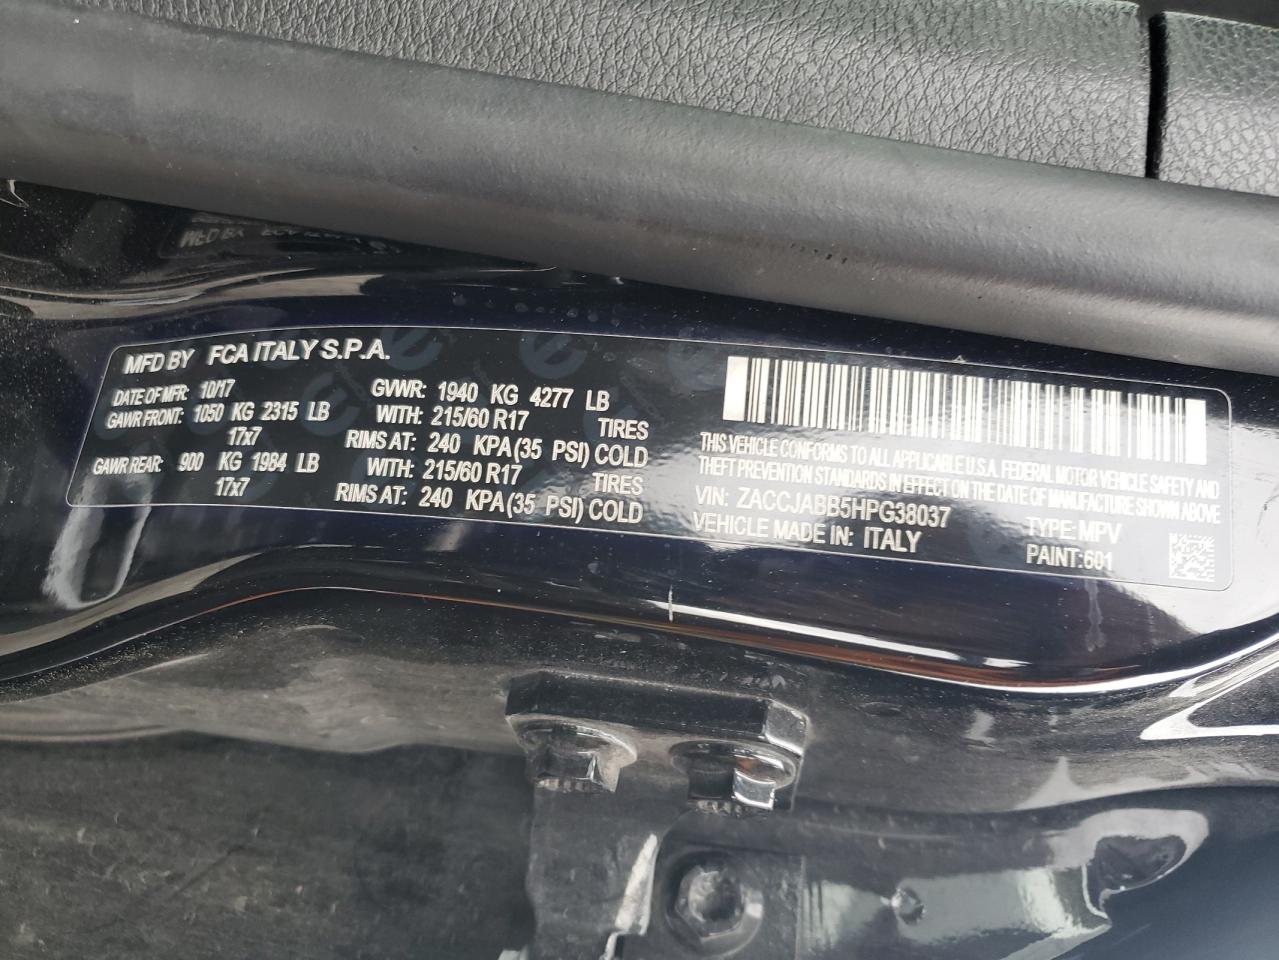 MFD BY FCA ITALY S.P.A.
DATE OF MFR: 10/17 GVWR: 1940 KG 4277 LB
GAWR FRONT: 1050 KG 2315 LB WITH: 215/60 R17 TIRES
17x7 RIMS AT: 240 KPA(35 PSI) COLD
GAWR REAR: 900 KG 1984 LB WITH: 215/60 R17 TIRES
17x7 RIMS AT: 240 KPA(35 PSI) COLD
THIS VEHICLE CONFORMS TO ALL APPLICABLE U.S.A. FEDERAL MOTOR VEHICLE SAFETY AND
THEFT PREVENTION STANDARDS IN EFFECT ON THE DATE OF MANUFACTURE SHOWN ABOVE.
VIN: ZACCJABB5HPG38037 TYPE:MPV
VEHICLE MADE IN: ITALY PAINT:601